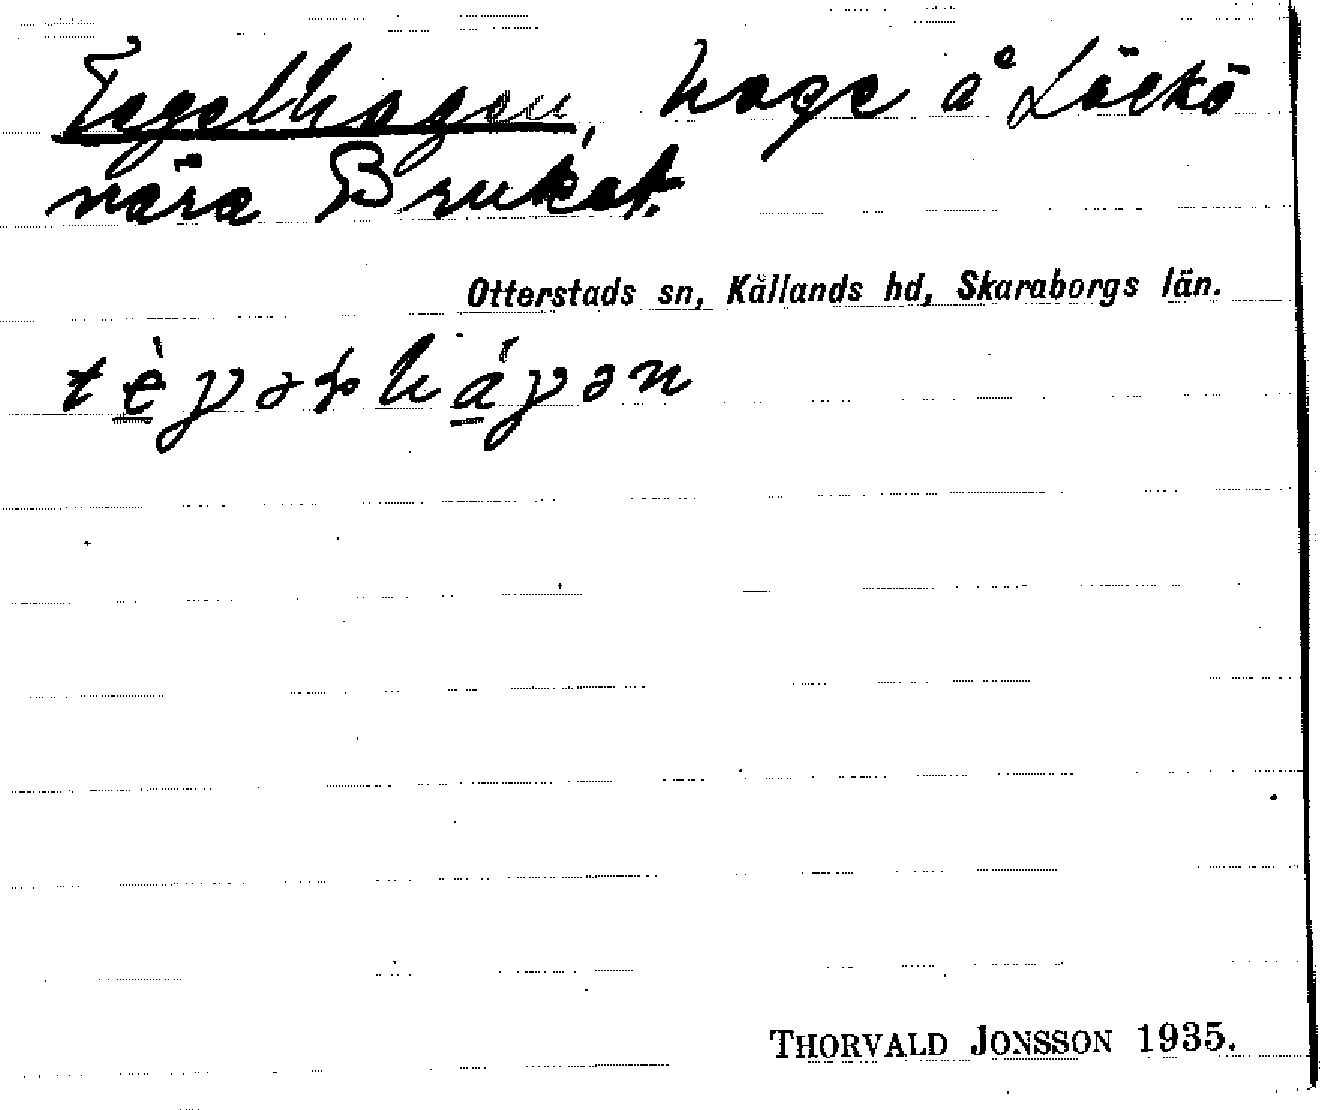 Tegelhagen, hage å Läckö
nära Bruket.
Otterstads sn, Kållands hd, Skaraborgs län.
THORVALD JONSSON 1935.